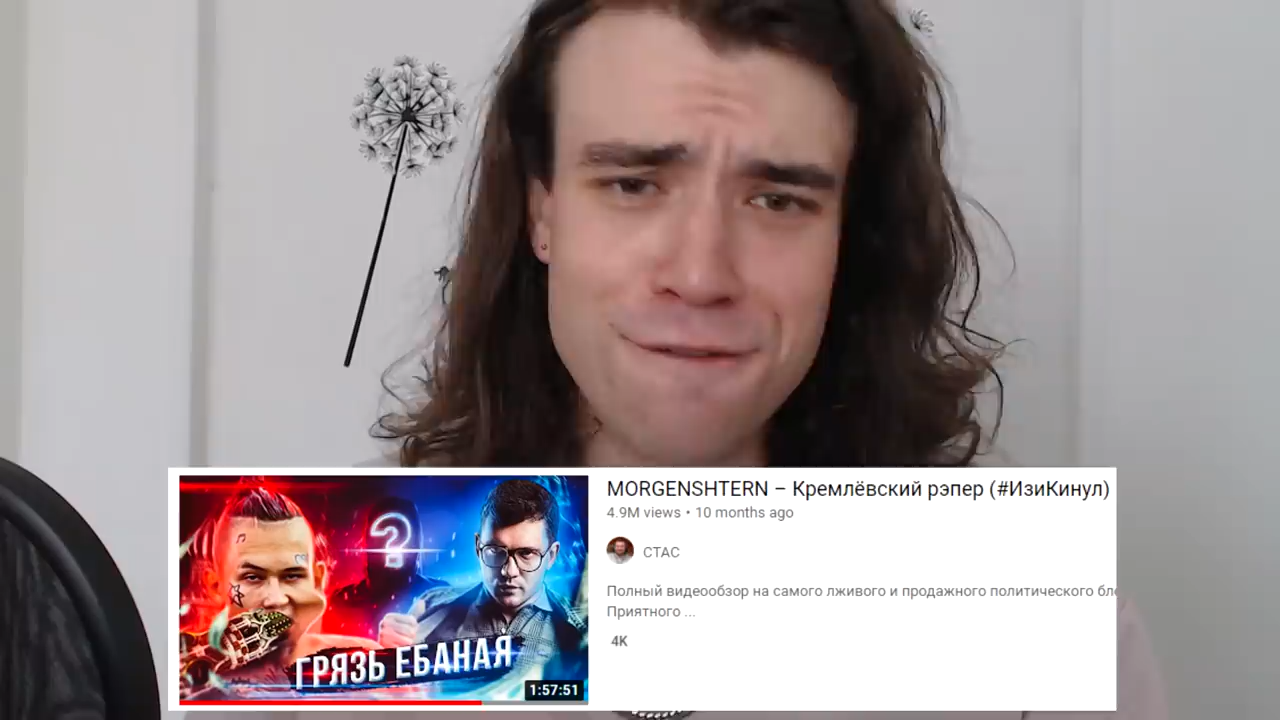 MORGENSHTERN – Кремлёвский рэпер (#ИзиКинул)
4.9M views • 10 months ago
СТАС
Полный видеообзор на самого лживого и продажного политического бле
Приятного ...
4K
ГРЯЗЬ ЕБАНАЯ
1:57:51